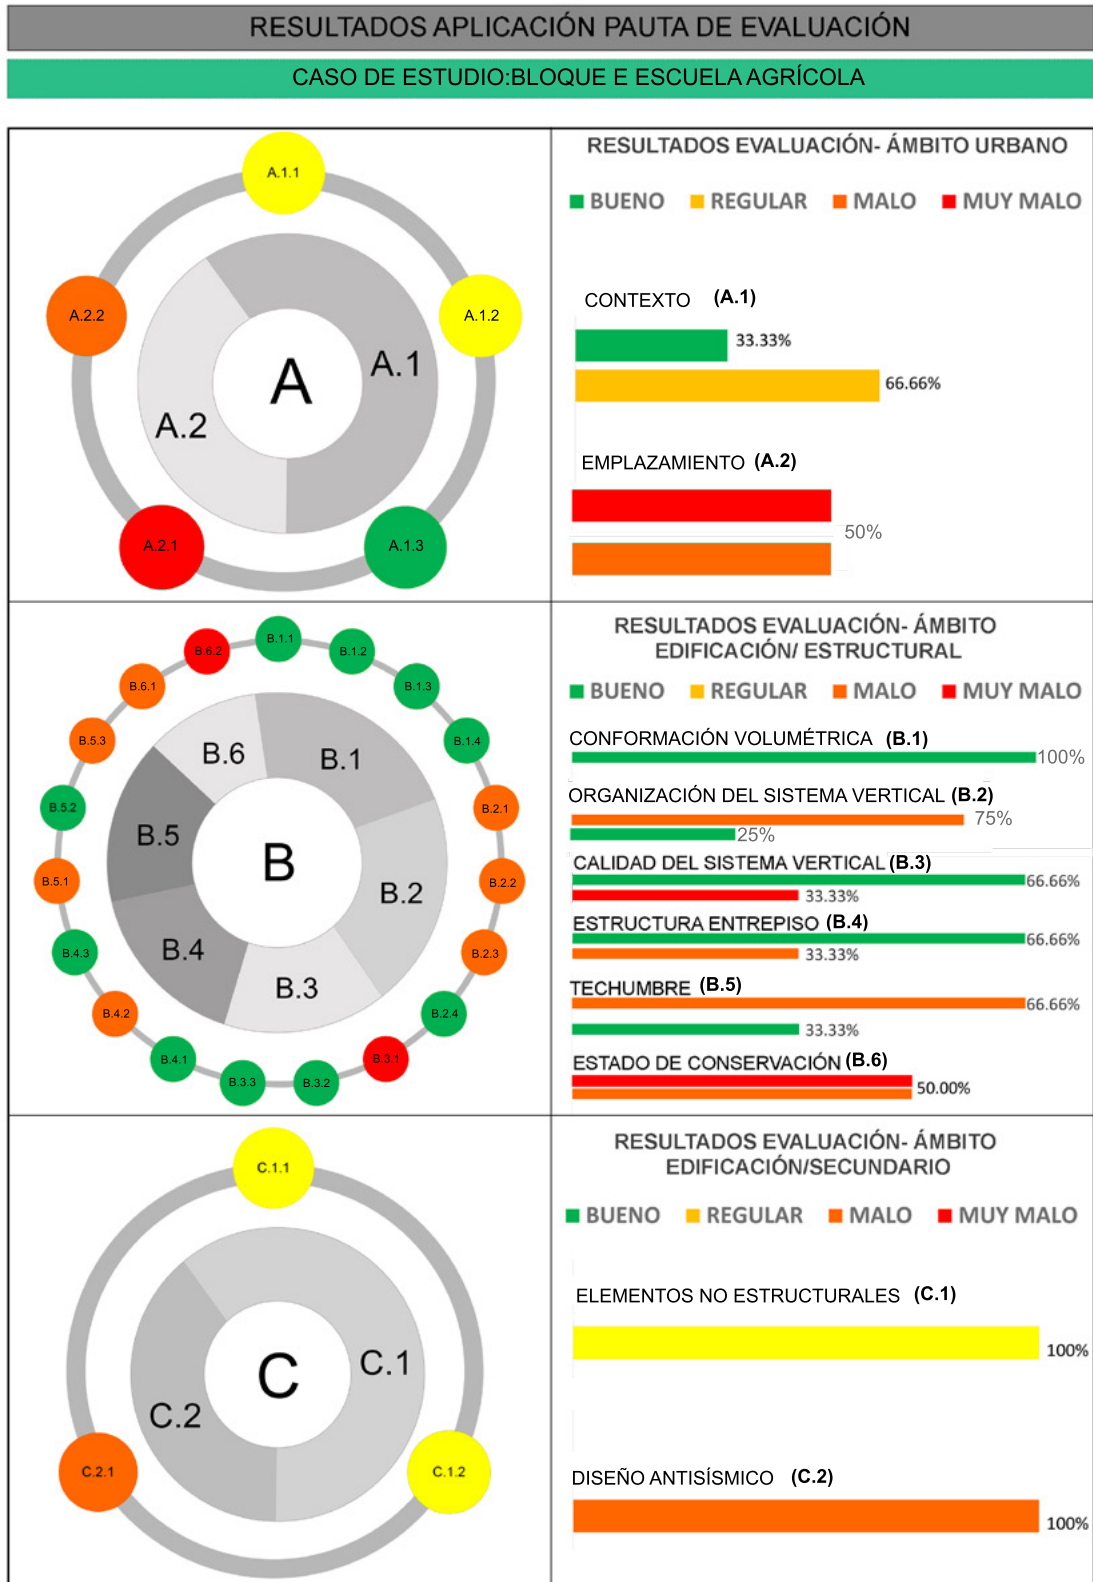 RESULTADOS APLICACIÓN PAUTA DE EVALUACIÓN
CASO DE ESTUDIO:BLOQUE E ESCUELA AGRÍCOLA
A.1.1
A.1.2
A.2.2
A.1
A
A.2
A.2.1
A.1.3
RESULTADOS EVALUACIÓN- ÁMBITO URBANO
BUENO REGULAR MALO MUY MALO
CONTEXTO (A.1)
33.33%
66.66%
EMPLAZAMIENTO (A.2)
50%
B.1.1
B.1.2
B.1.3
B.1.4
B.2.1
B.2.2
B.2.3
B.2.4
B.3.1
B.3.2
B.3.3
B.4.1
B.4.2
B.4.3
B.5.1
B.5.2
B.5.3
B.6.1
B.6.2
B.1
B.2
B.3
B.4
B.5
B.6
B
RESULTADOS EVALUACIÓN- ÁMBITO
EDIFICACIÓN/ ESTRUCTURAL
BUENO REGULAR MALO MUY MALO
CONFORMACIÓN VOLUMÉTRICA (B.1)
100%
ORGANIZACIÓN DEL SISTEMA VERTICAL (B.2)
75%
25%
CALIDAD DEL SISTEMA VERTICAL (B.3)
66.66%
33.33%
ESTRUCTURA ENTREPISO (B.4)
66.66%
33.33%
TECHUMBRE (B.5)
66.66%
33.33%
ESTADO DE CONSERVACIÓN (B.6)
50.00%
C.1.1
C.1
C
C.2
C.2.1
C.1.2
RESULTADOS EVALUACIÓN- ÁMBITO
EDIFICACIÓN/SECUNDARIO
BUENO REGULAR MALO MUY MALO
ELEMENTOS NO ESTRUCTURALES (C.1)
100%
DISEÑO ANTISÍSMICO (C.2)
100%